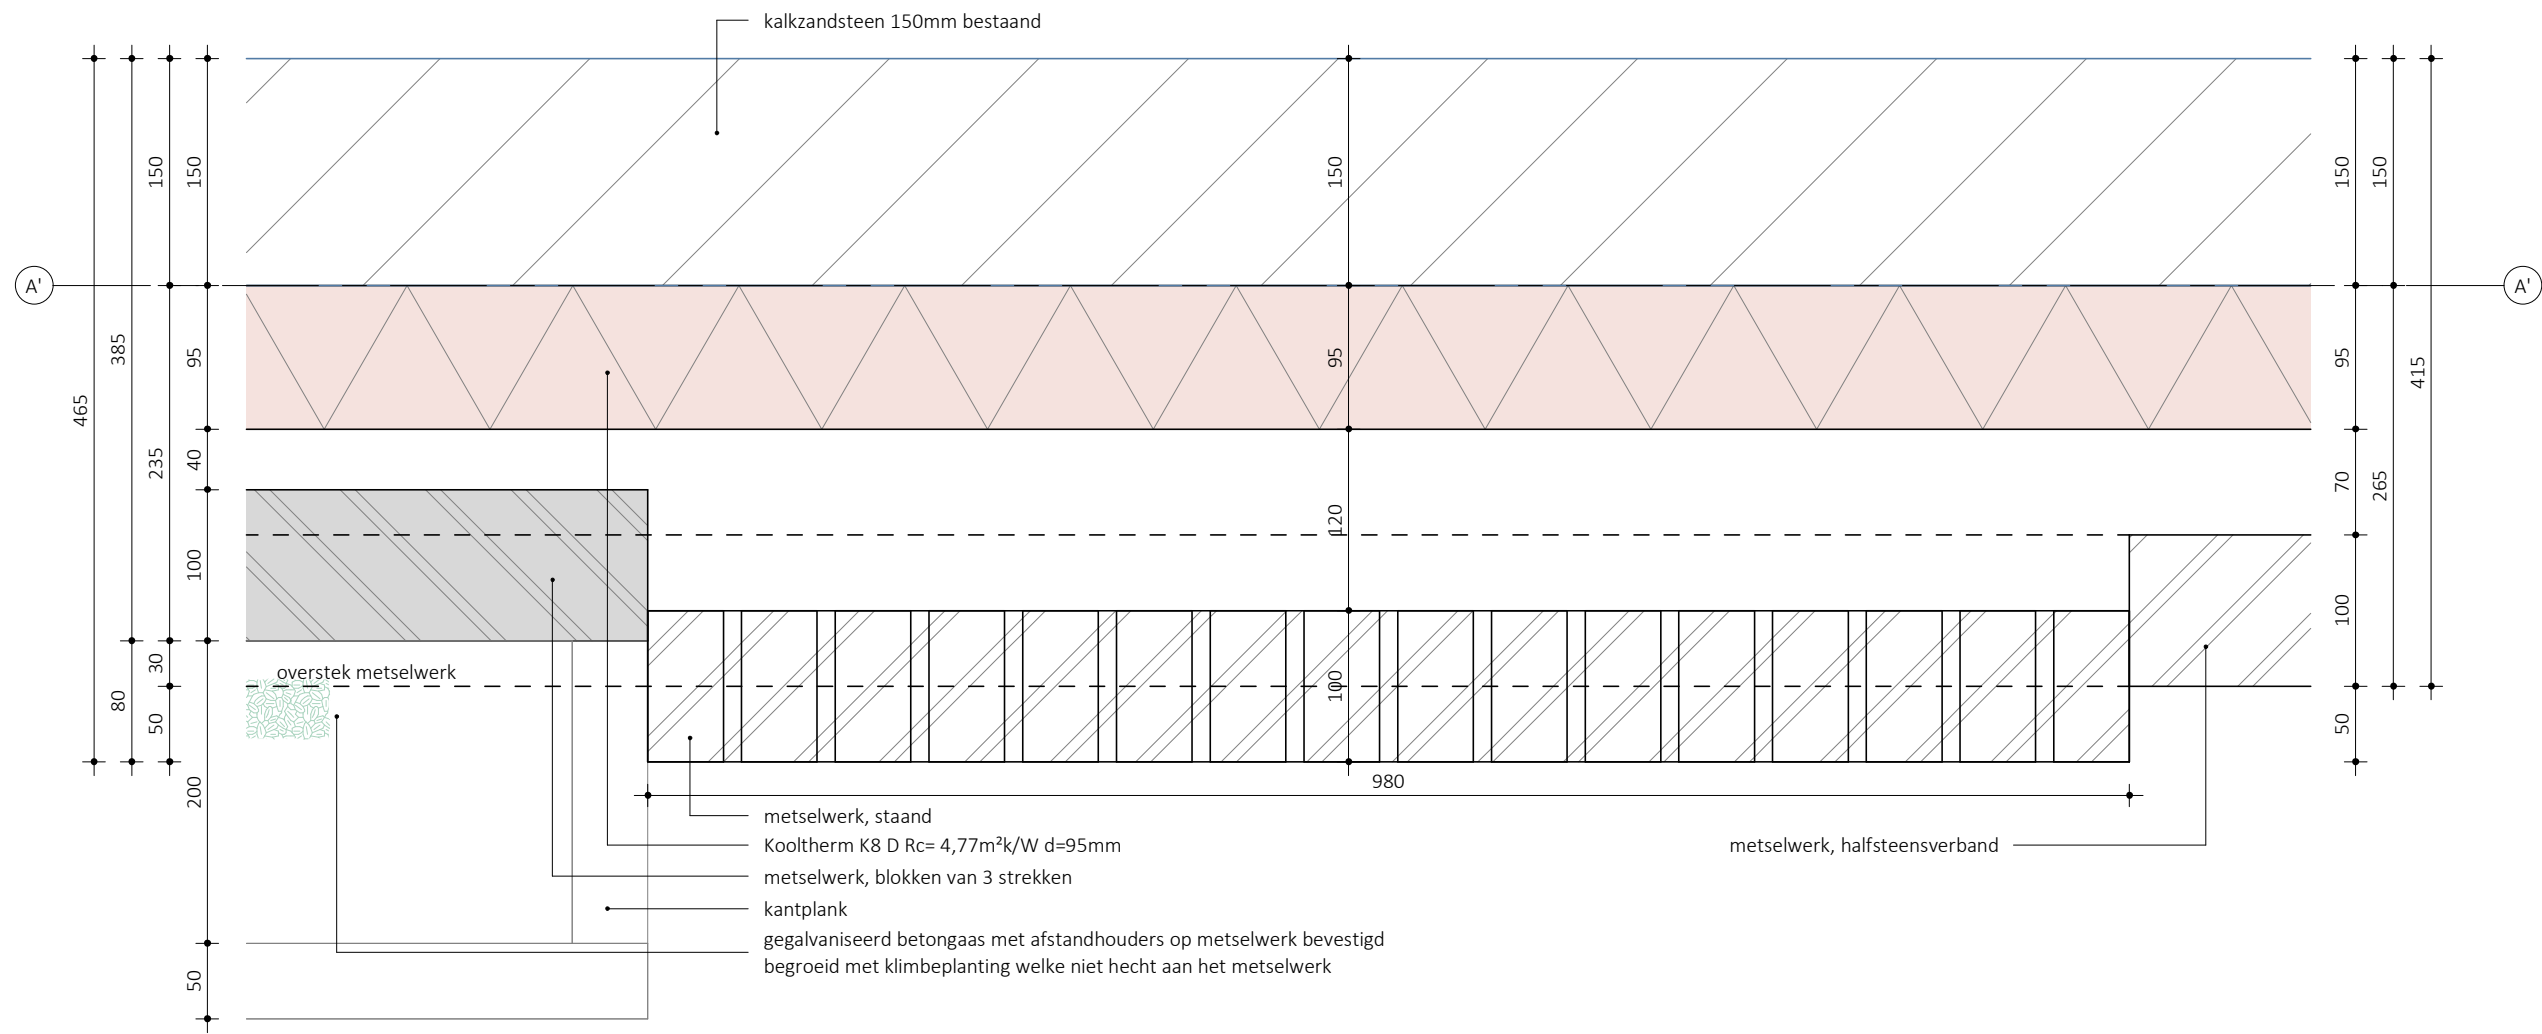 kalkzandsteen 150mm bestaand
150
150
150
150
150
A'
A'
385
95
95
95
415
465
235
40
70
265
120
100
100
30
overstek metselwerk
100
80
50
50
980
200
metselwerk, staand
Kooltherm K8 D Rc= 4,77m²k/W d=95mm
metselwerk, halfsteensverband
metselwerk, blokken van 3 strekken
kantplank
gegalvaniseerd betongaas met afstandhouders op metselwerk bevestigd
begroeid met klimbeplanting welke niet hecht aan het metselwerk
50